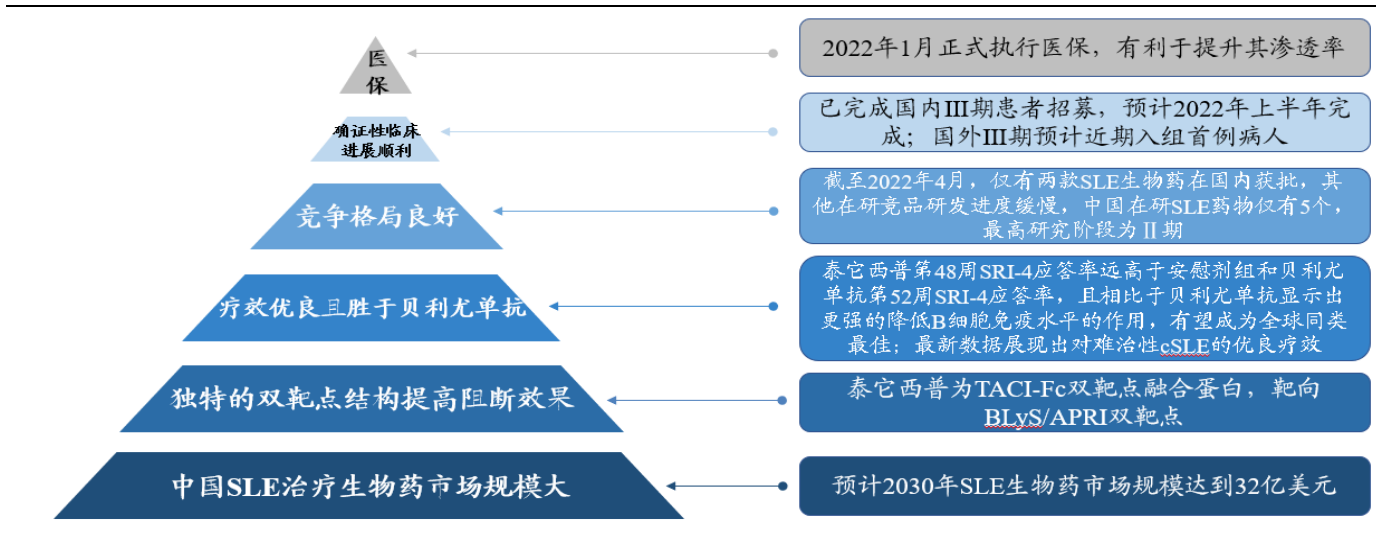 医
保
2022年1月正式执行医保，有利于提升其渗透率
确证性临床
进展顺利
已完成国内III期患者招募，预计2022年上半年完
成；国外III期预计近期入组首例病人
竞争格局良好
截至2022年4月，仅有两款SLE生物药在国内获批，其
他在研竞品研发进度缓慢，中国在研SLE药物仅有5个，
最高研究阶段为Ⅱ期
疗效优良且胜于贝利尤单抗
泰它西普第48周SRI-4应答率远高于安慰剂组和贝利尤
单抗第52周SRI-4应答率，且相比于贝利尤单抗显示出
更强的降低B细胞免疫水平的作用，有望成为全球同类
最佳；最新数据展现出对难治性cSLE的优良疗效
独特的双靶点结构提高阻断效果
泰它西普为TACI-Fc双靶点融合蛋白，靶向
BLyS/APRI双靶点
中国SLE治疗生物药市场规模大
预计2030年SLE生物药市场规模达到32亿美元